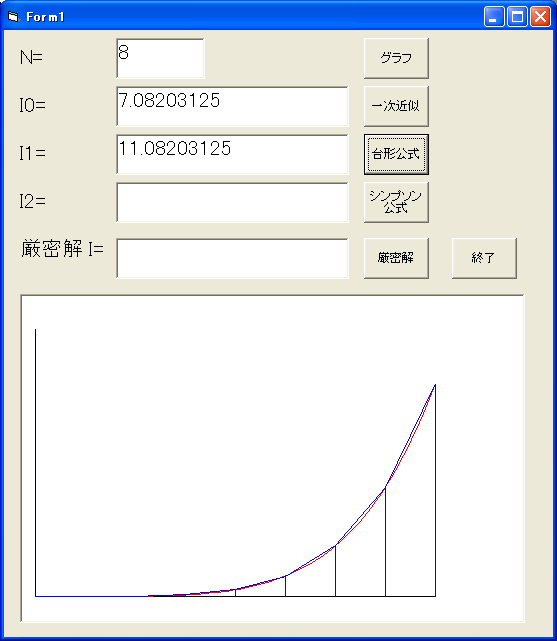 Form1
N=
8
グラフ
I0=
7.08203125
一次近似
I1=
11.08203125
台形公式
I2=
シンプソン
公式
厳密解 I=
厳密解
終了